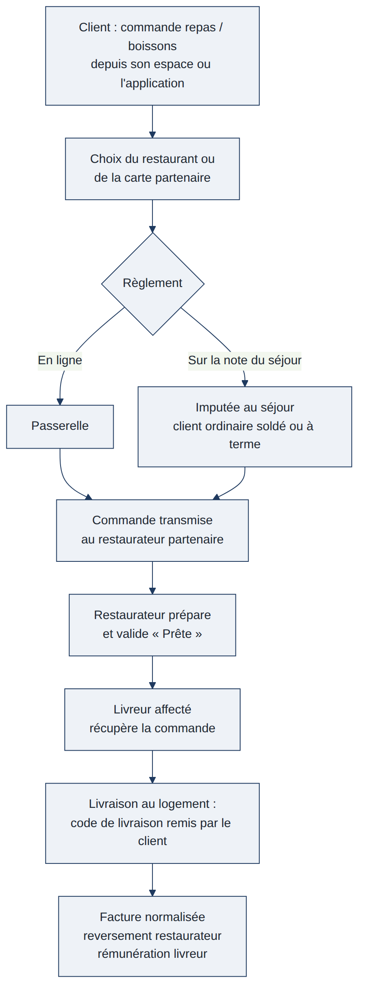 Client : commande repas /
boissons
depuis son espace ou
l'application
Choix du restaurant ou
de la carte partenaire
Règlement
En ligne
Sur la note du séjour
Passerelle
Imputée au séjour
client ordinaire soldé ou à
terme
Commande transmise
au restaurateur partenaire
Restaurateur prépare
et valide « Prête »
Livreur affecté
récupère la commande
Livraison au logement :
code de livraison remis par le
client
Facture normalisée
reversement restaurateur
rémunération livreur